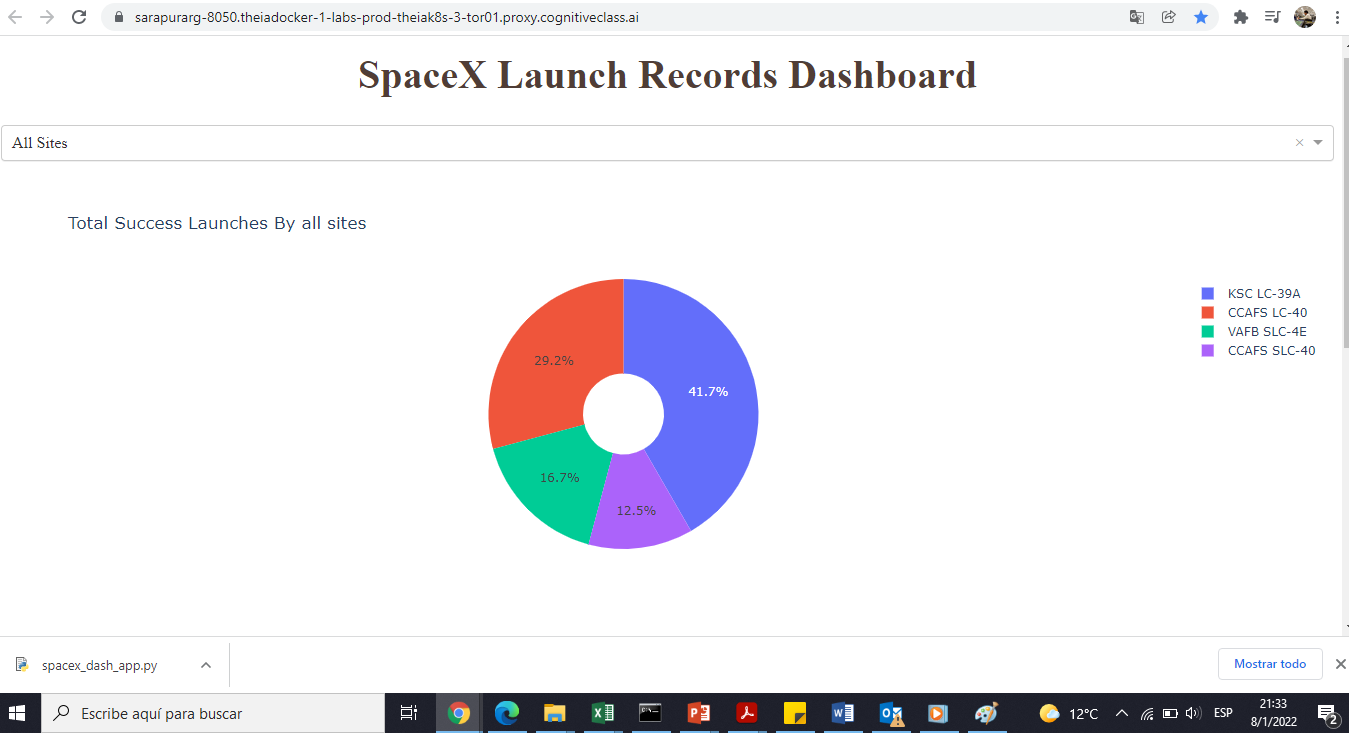 sarapurarg-8050.theiadocker-1-labs-prod-theiak8s-3-tor01.proxy.cognitiveclass.ai
SpaceX Launch Records Dashboard
All Sites
Total Success Launches By all sites
KSC LC-39A
CCAFS LC-40
VAFB SLC-4E
CCAFS SLC-40
29.2%
41.7%
16.7%
12.5%
spacex_dash_app.py
Mostrar todo
Escribe aquí para buscar
12°C
ESP
21:33
8/1/2022
2